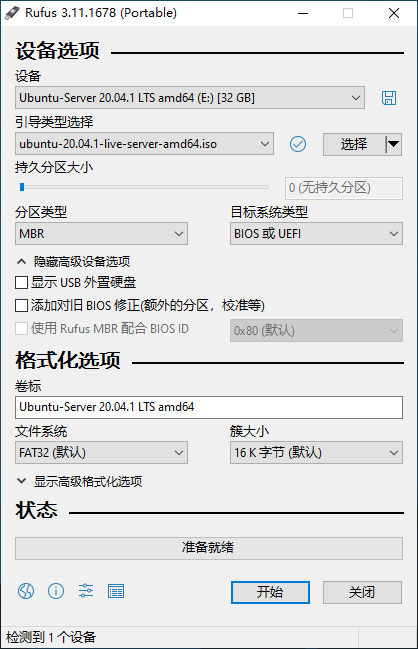 Rufus 3.11.1678 (Portable)
设备选项
设备
Ubuntu-Server 20.04.1 LTS amd64 (E:) [32 GB]
引导类型选择
ubuntu-20.04.1-live-server-amd64.iso
选择
持久分区大小
0 (无持久分区)
分区类型
目标系统类型
MBR
BIOS 或 UEFI
隐藏高级设备选项
显示 USB 外置硬盘
添加对旧 BIOS 修正(额外的分区，校准等)
使用 Rufus MBR 配合 BIOS ID
0x80 (默认)
格式化选项
卷标
Ubuntu-Server 20.04.1 LTS amd64
文件系统
簇大小
FAT32 (默认)
16 K 字节 (默认)
显示高级格式化选项
状态
准备就绪
开始
关闭
检测到 1 个设备